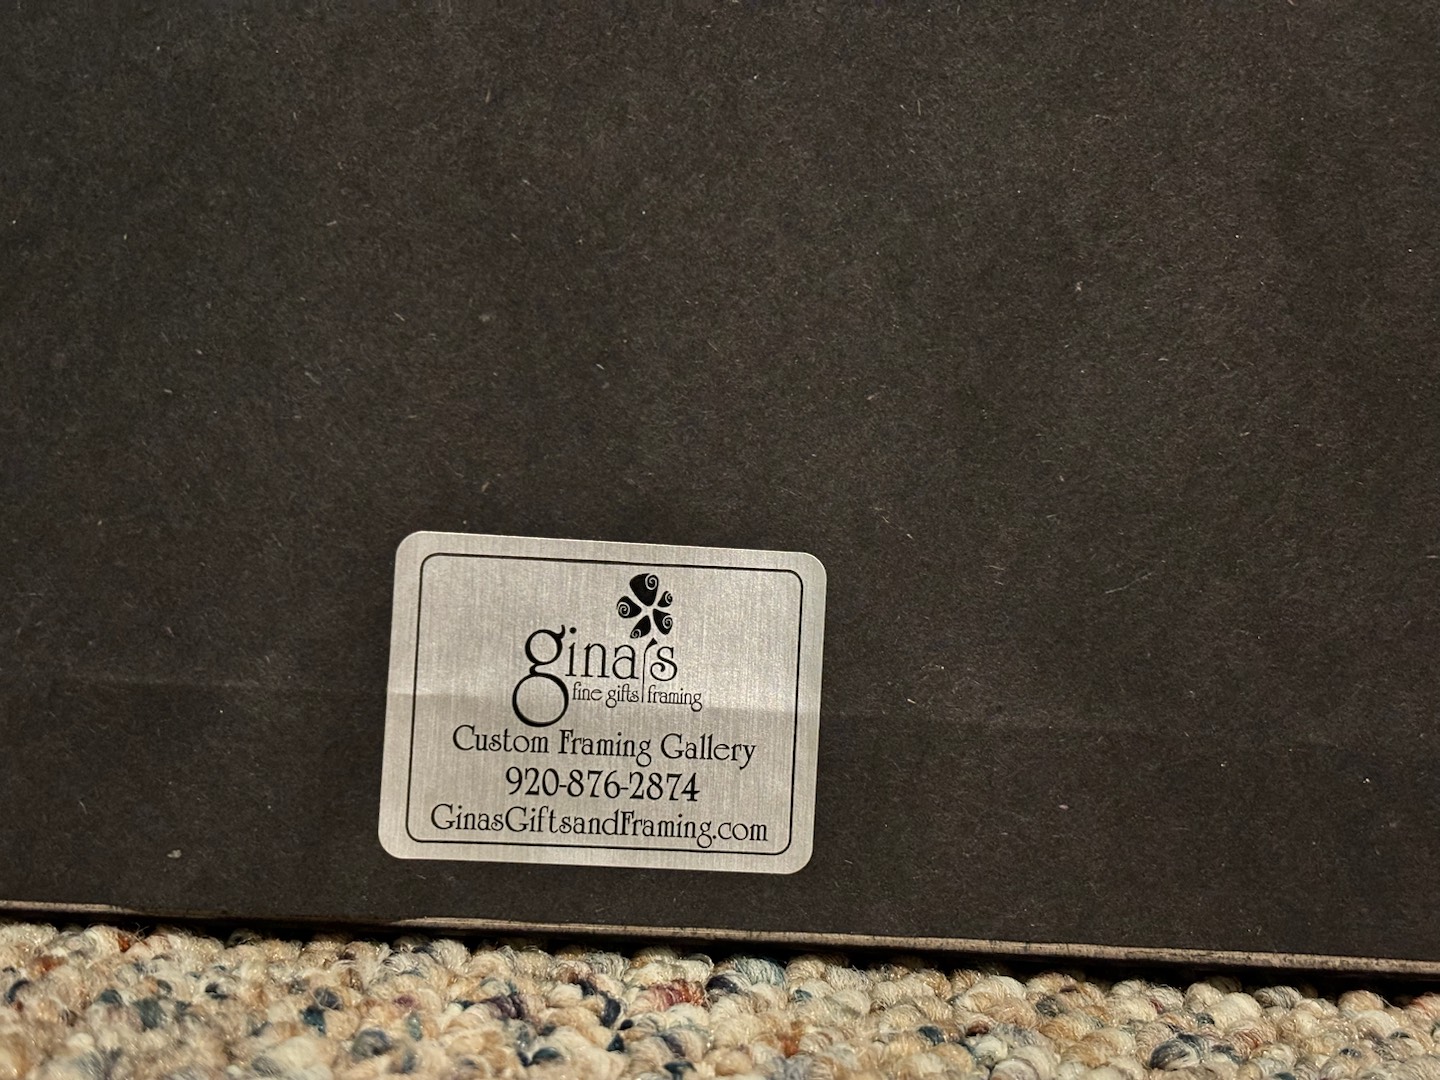 gina's
fine gifts framing
Custom Framing Gallery
920-876-2874
GinasGiftsandFraming.com